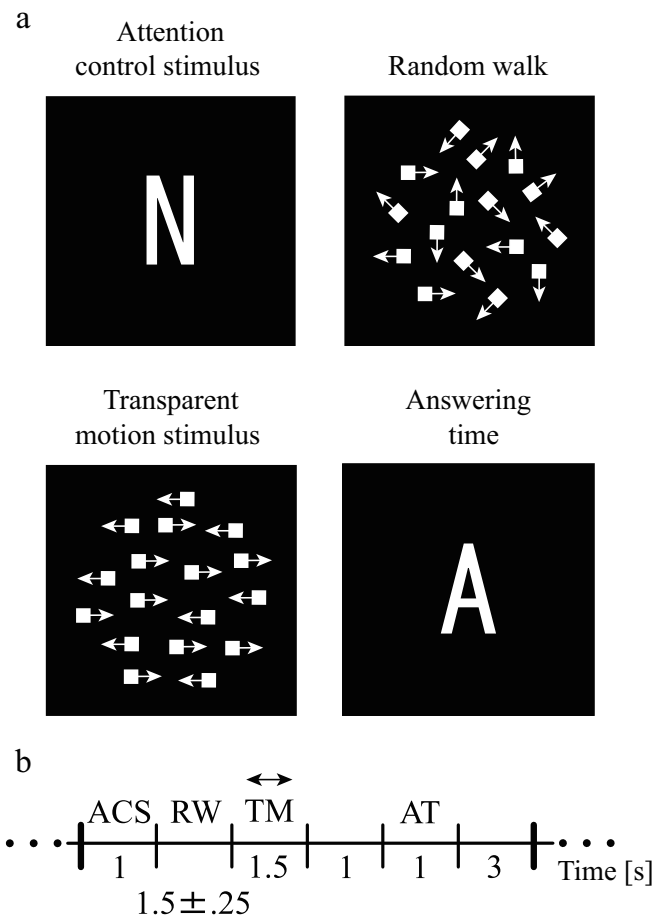 a
Attention
control stimulus
Random walk
N
Transparent
motion stimulus
Answering
time
A
b
ACS RW TM AT
1 1.5 1 1 3 Time [s]
1.5±.25